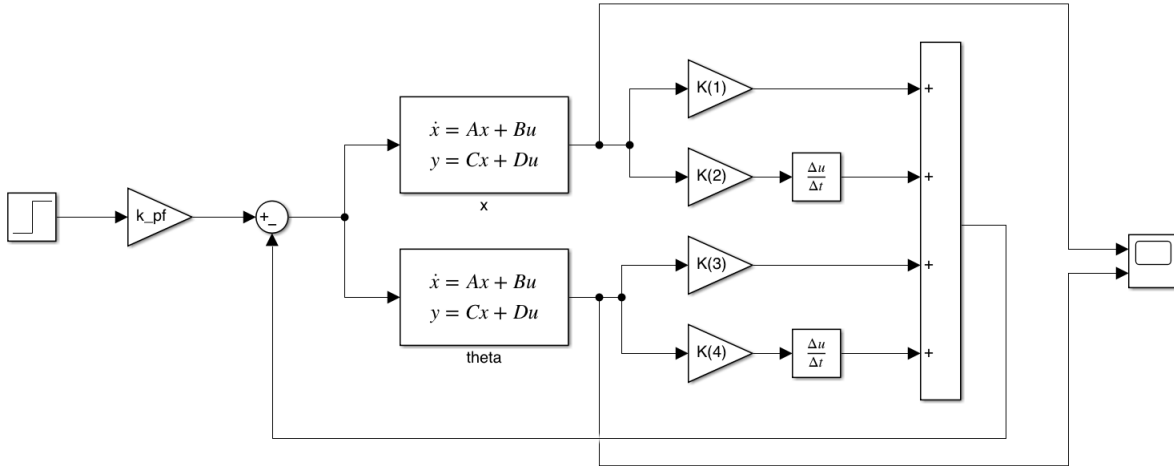 K(1)
+
ẋ = Ax + Bu
y = Cx + Du
x
K(2)
Δu
Δt
+
k_pf
+
−
K(3)
+
ẋ = Ax + Bu
y = Cx + Du
theta
K(4)
Δu
Δt
+